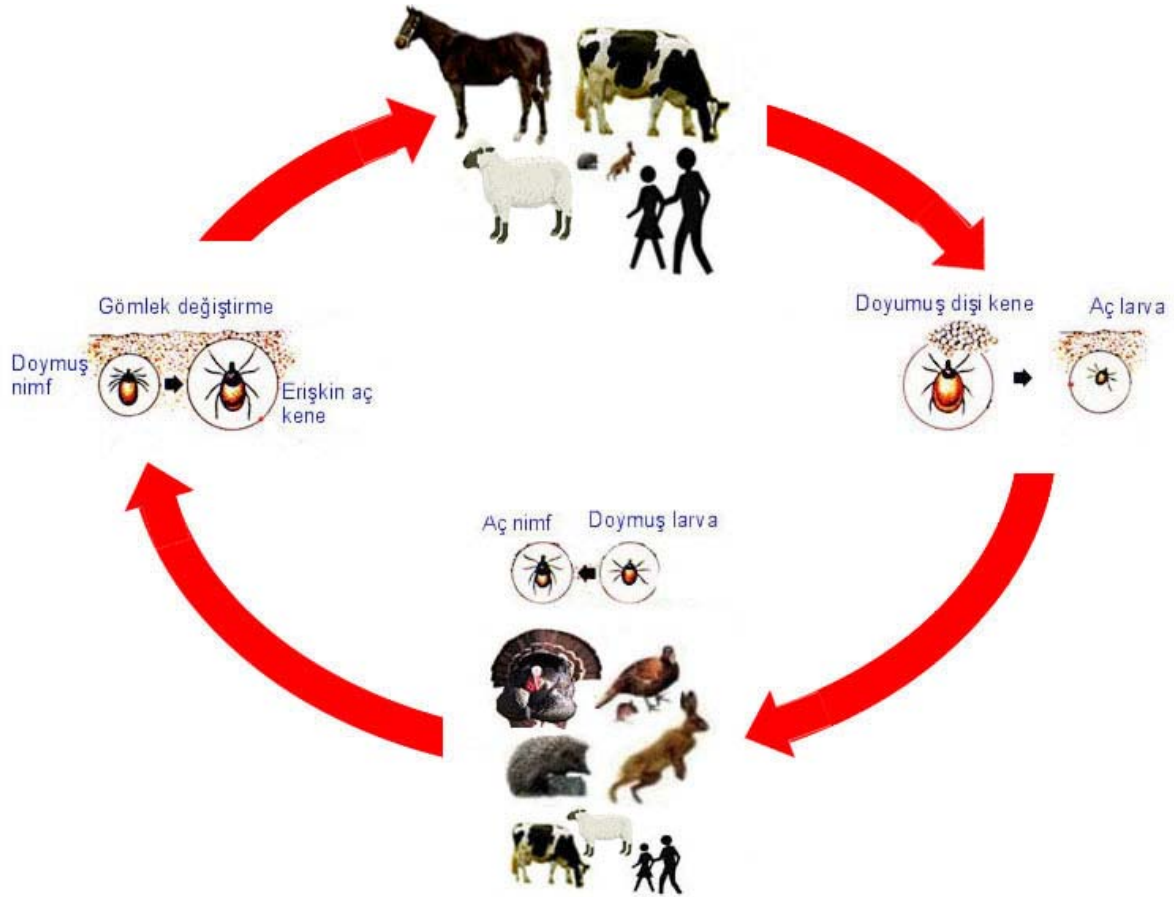 Gömlek değiştirme
Doymuş
nimf
Erişkin aç
kene
Doyumuş dişi kene
Aç larva
Aç nimf
Doymuş larva